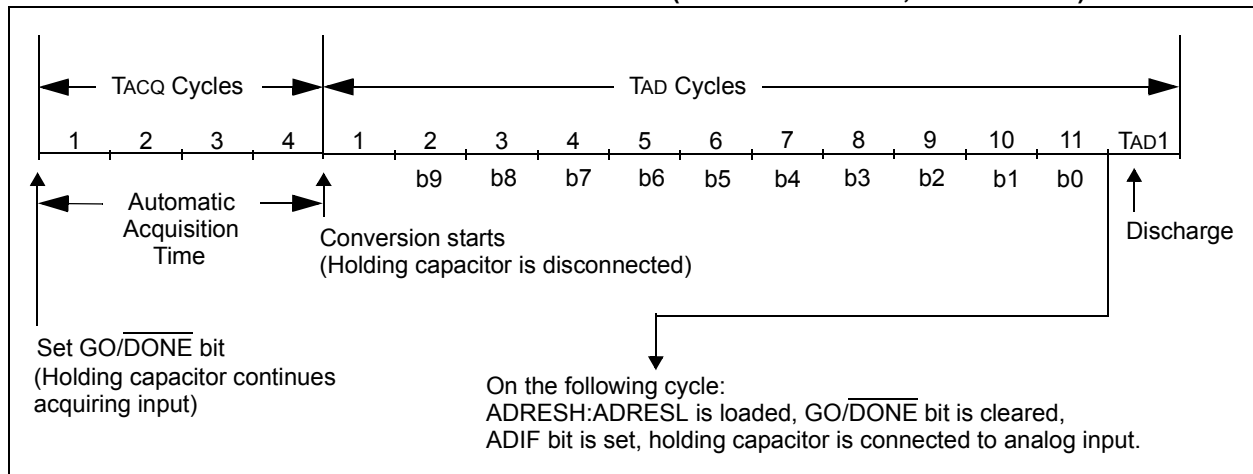 TACQ Cycles
TAD Cycles
1 2 3 4 1 2 3 4 5 6 7 8 9 10 11 TAD1
b9 b8 b7 b6 b5 b4 b3 b2 b1 b0
Automatic
Acquisition
Time
Conversion starts
(Holding capacitor is disconnected)
Discharge
Set GO/DONE bit
(Holding capacitor continues
acquiring input)
On the following cycle:
ADRESH:ADRESL is loaded, GO/DONE bit is cleared,
ADIF bit is set, holding capacitor is connected to analog input.